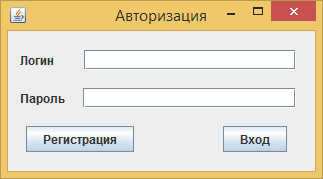 Авторизация
Логин
Пароль
Регистрация Вход